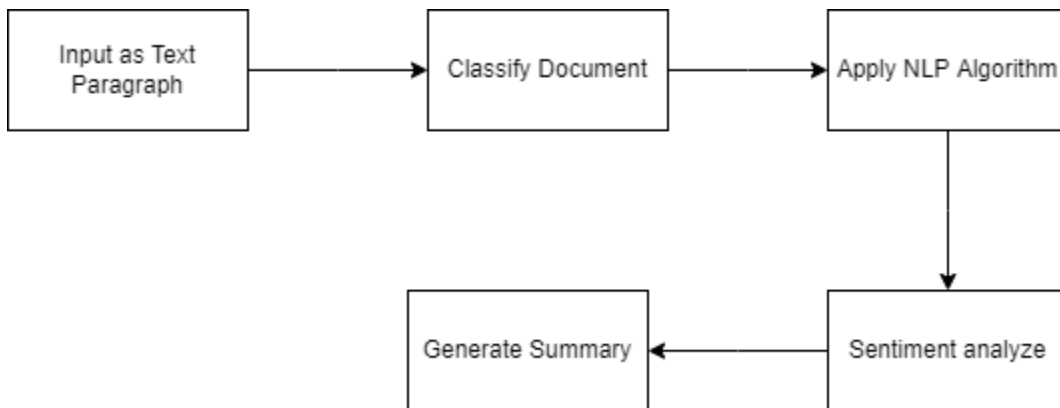 Input as Text
Paragraph
Classify Document
Apply NLP Algorithm
Generate Summary
Sentiment analyze